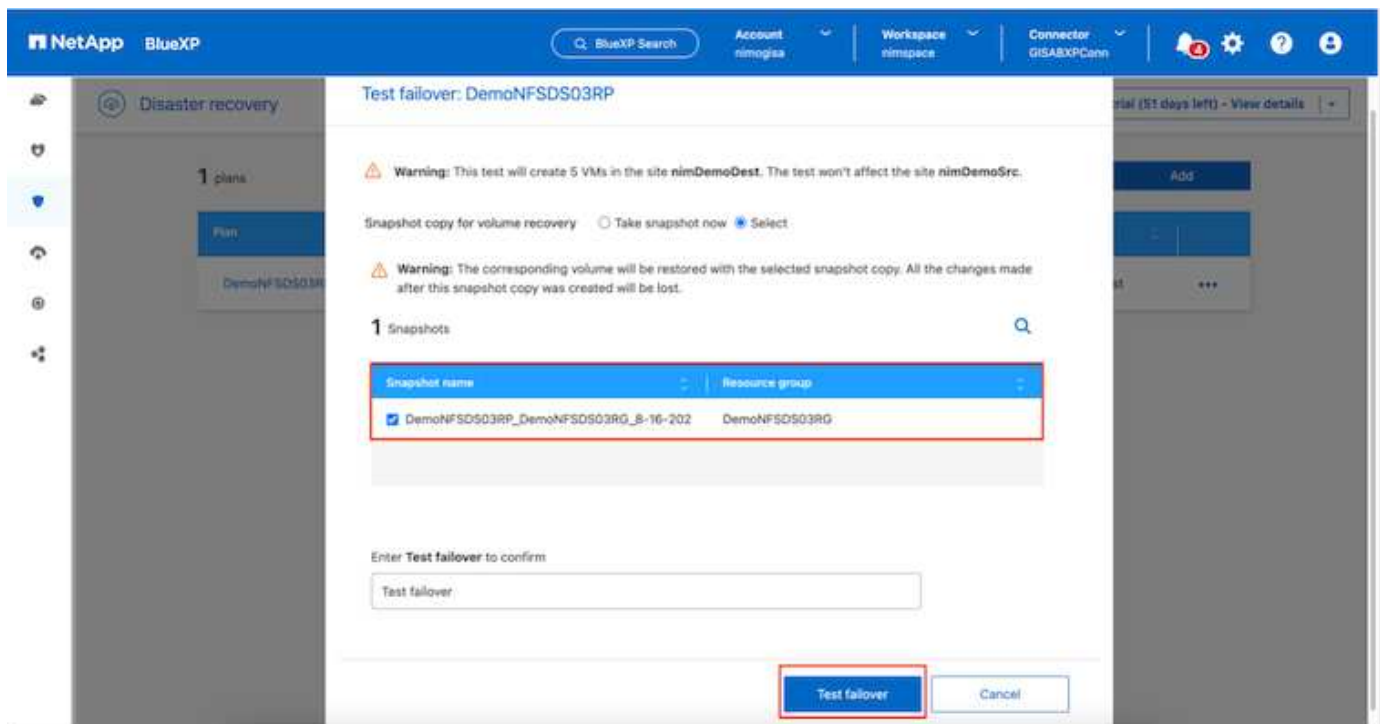 NetApp BlueXP
BlueXP Search
Account
nimogisa
Workspace
nimspace
Connector
GISABXPConn
4
Disaster recovery
Test failover: DemoNFSDS03RP
trial (51 days left) - View details
1 plans
Add
Plan
DemoNFSDS03R
Warning: This test will create 5 VMs in the site nimDemoDest. The test won't affect the site nimDemoSrc.
Snapshot copy for volume recovery Take snapshot now Select
Warning: The corresponding volume will be restored with the selected snapshot copy. All the changes made
after this snapshot copy was created will be lost.
1 Snapshots
Snapshot name Resource group
DemoNFSDS03RP_DemoNFSDS03RG_8-16-202 DemoNFSDS03RG
Enter Test failover to confirm
Test failover
Test failover Cancel